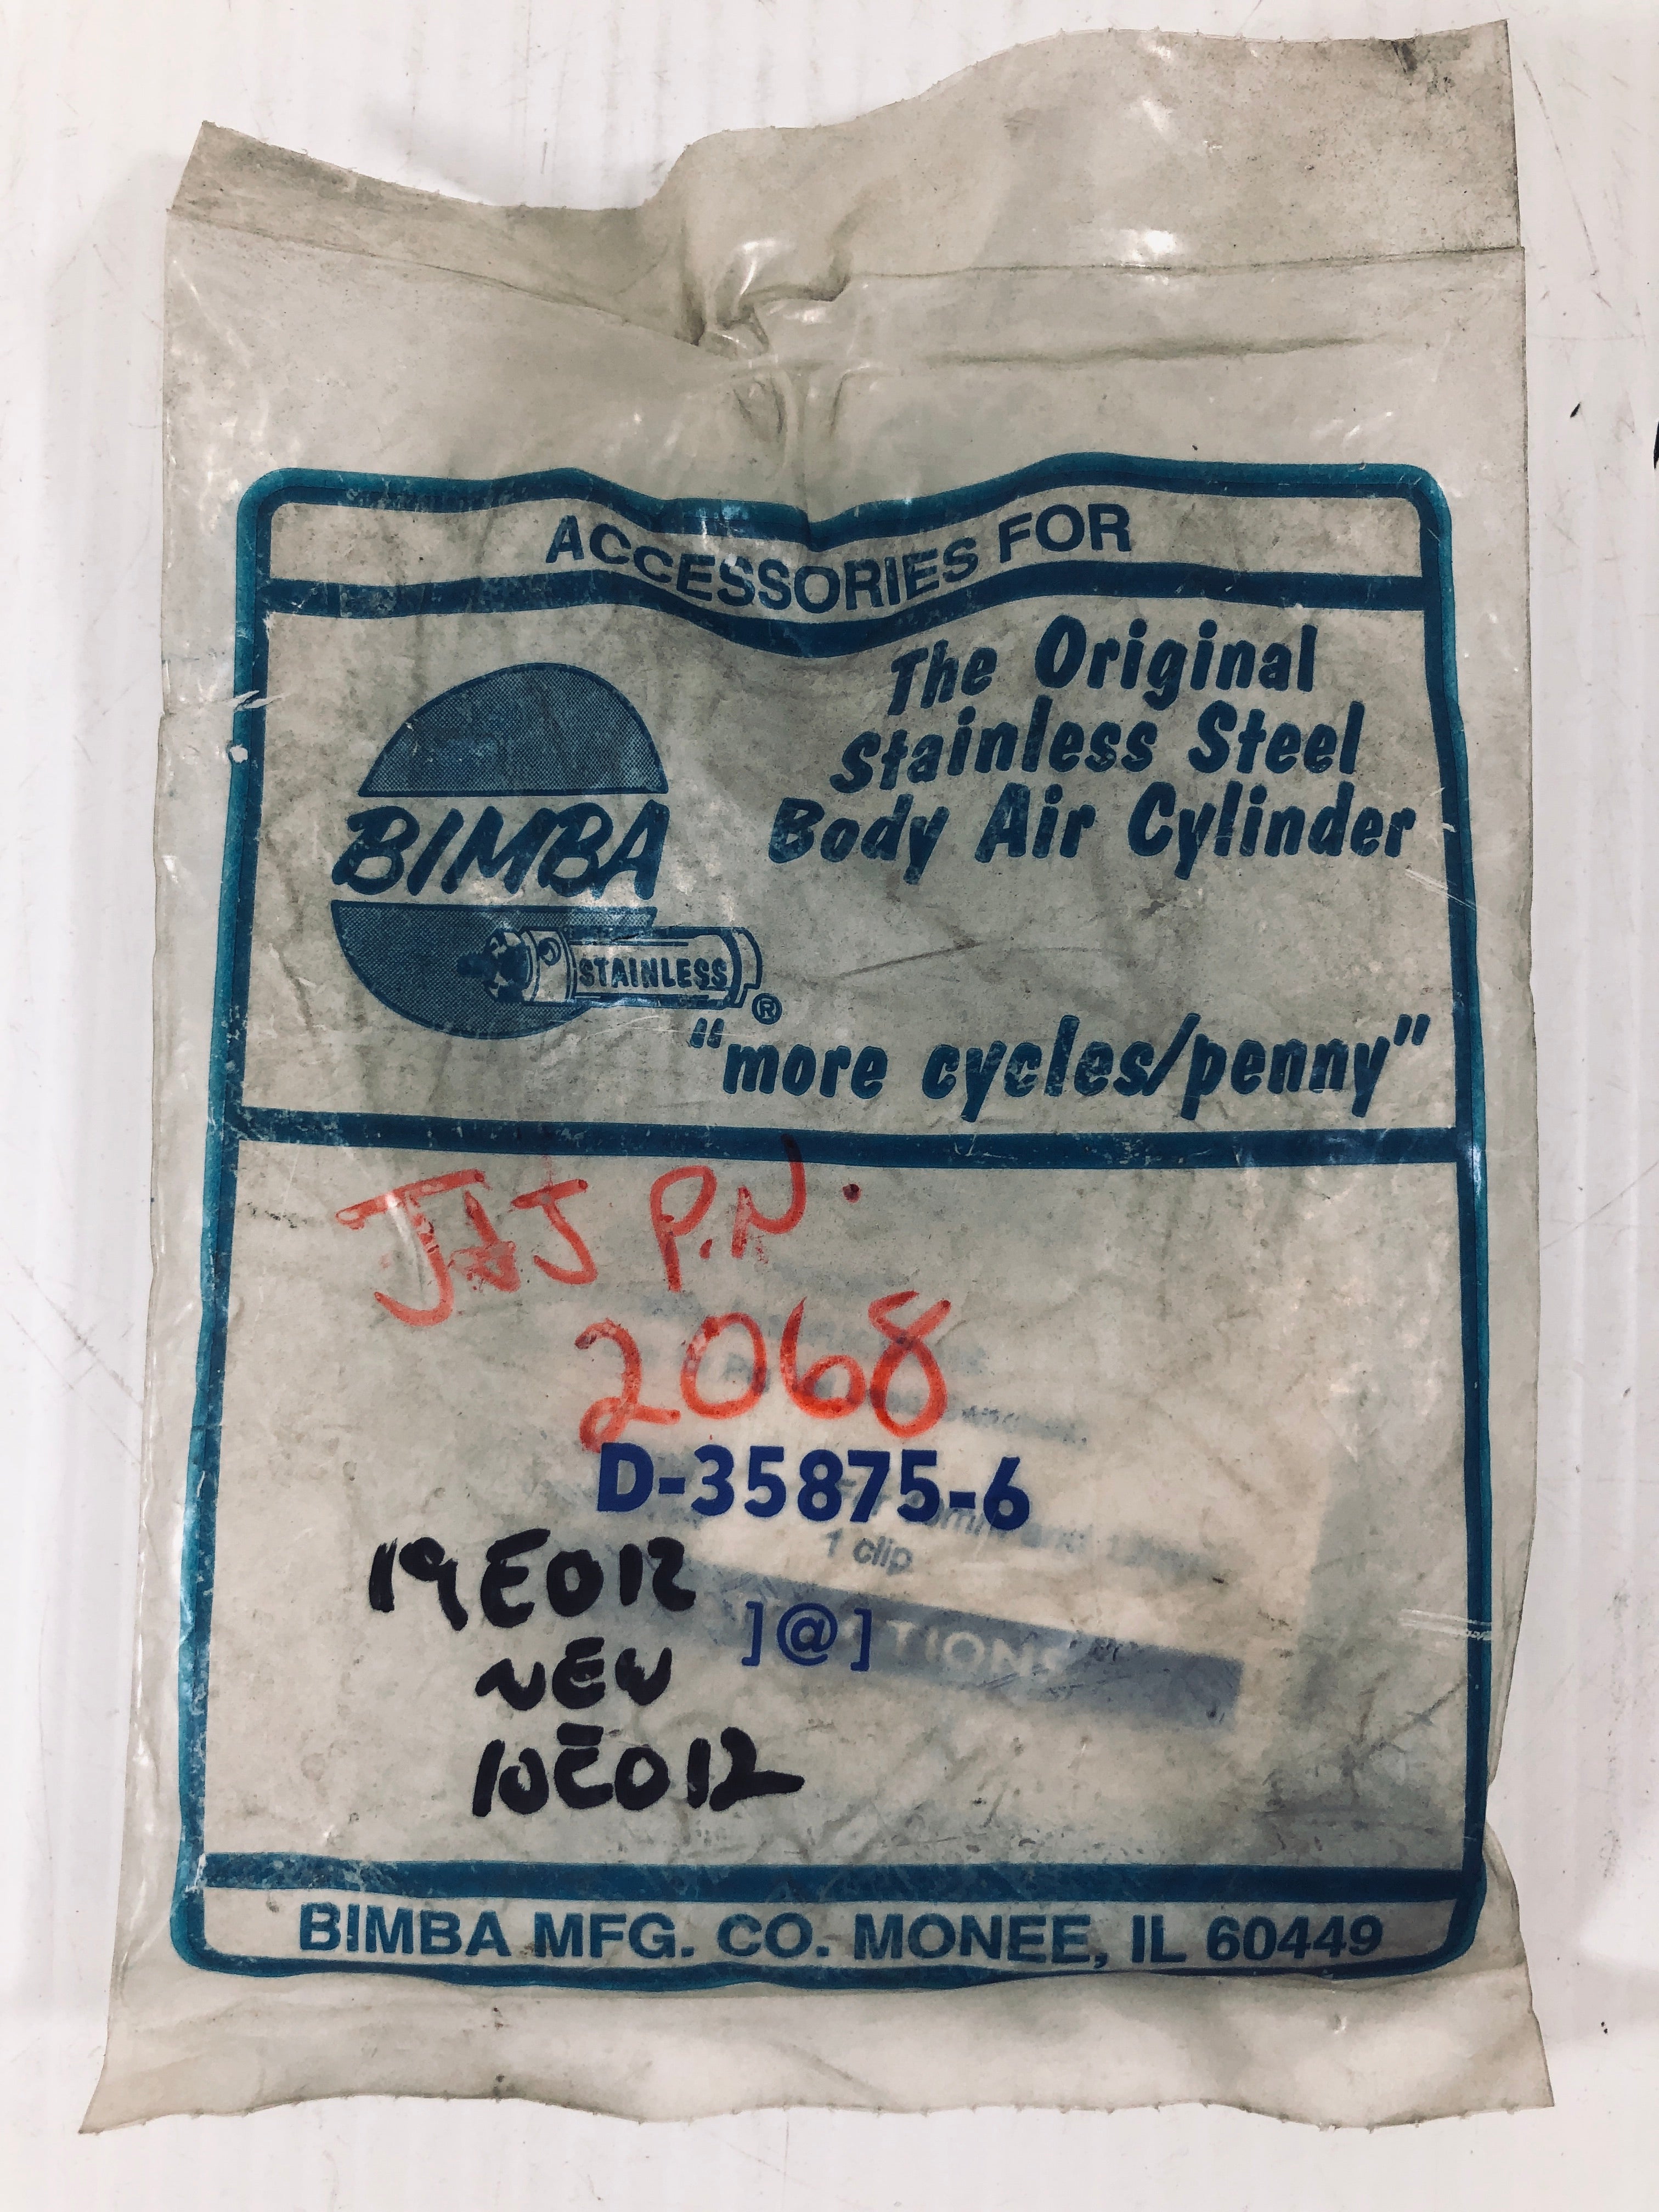 ACCESSORIES FOR
The Original
Stainless Steel
Body Air Cylinder
BIMBA
STAINLESS
®
"more cycles/penny"
J&J P.N.
2068
D-35875-6
1 clip
19E012
]@]
NEW
10E012
BIMBA MFG. CO. MONEE, IL 60449